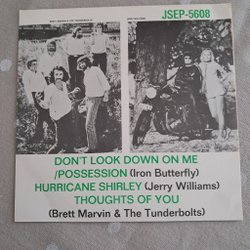 JSEP-5608
DON'T LOOK DOWN ON ME
/POSSESSION (Iron Butterfly)
HURRICANE SHIRLEY (Jerry Williams)
THOUGHTS OF YOU
(Brett Marvin & The Tunderbolts)